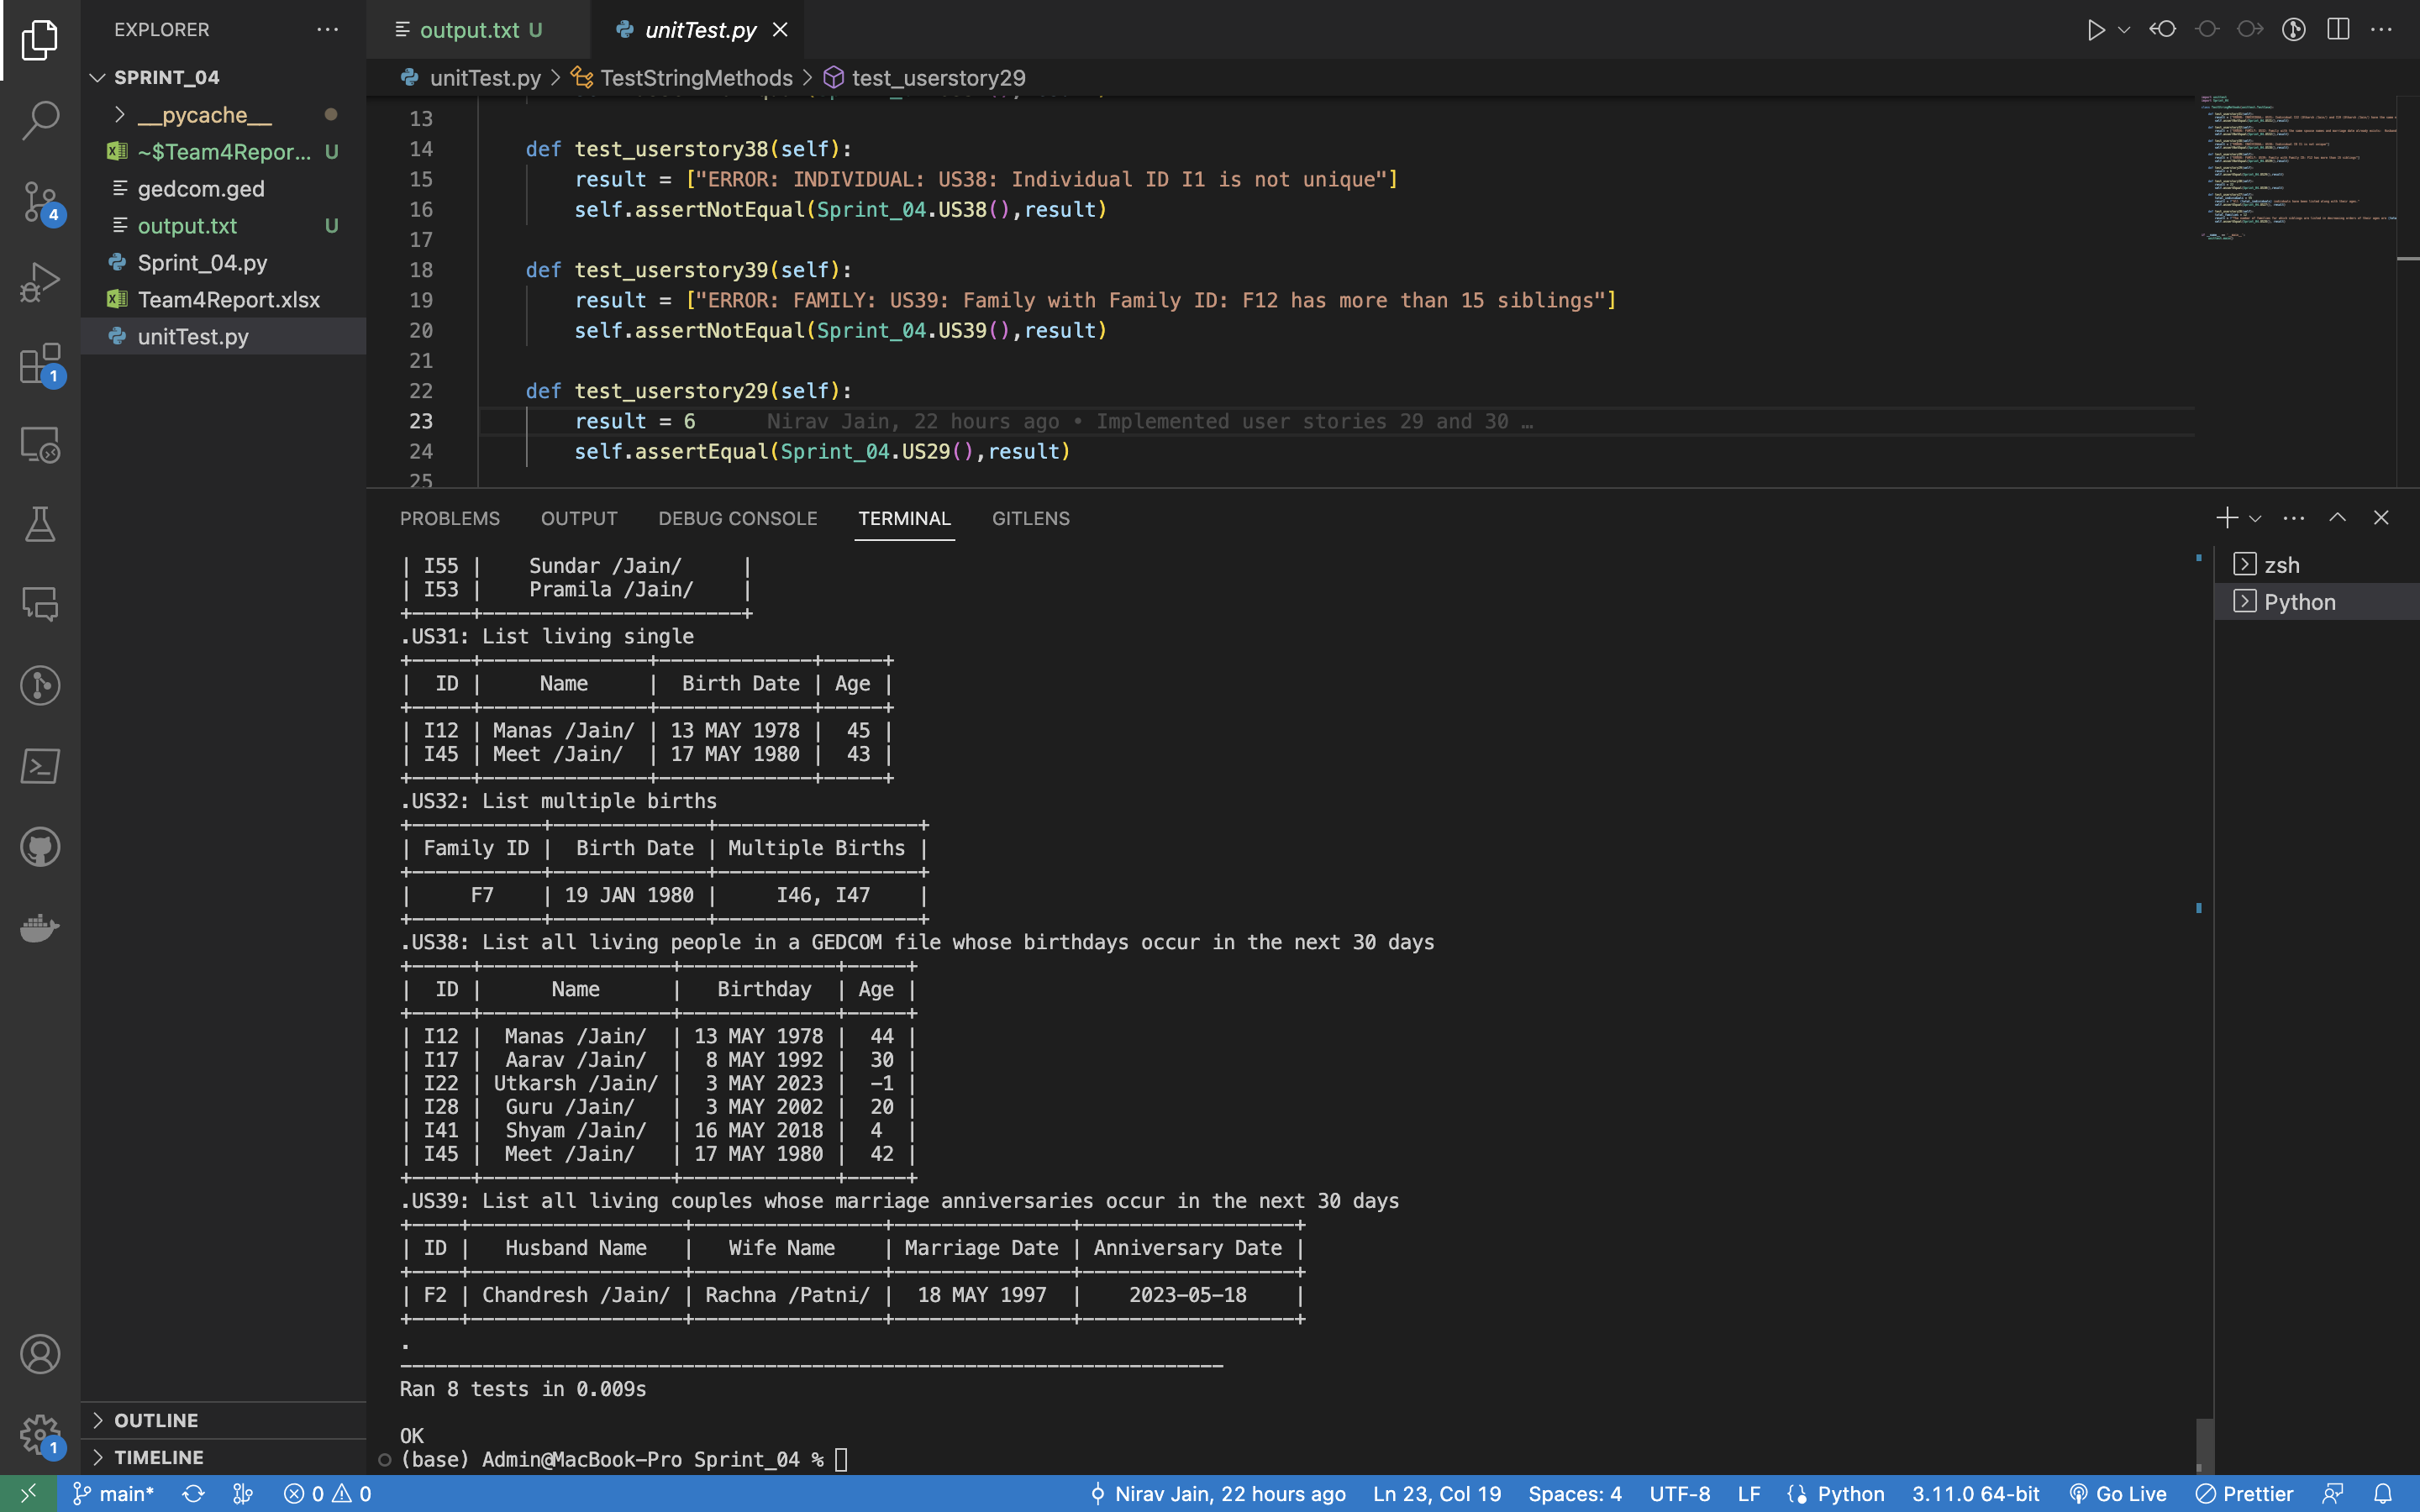 EXPLORER
SPRINT_04
__pycache__
~$Team4Repor... U
gedcom.ged
output.txt U
Sprint_04.py
Team4Report.xlsx
unitTest.py
OUTLINE
TIMELINE
4
1
1
output.txt U
unitTest.py
unitTest.py > TestStringMethods > test_userstory29
13
14 def test_userstory38(self):
15 result = ["ERROR: INDIVIDUAL: US38: Individual ID I1 is not unique"]
16 self.assertNotEqual(Sprint_04.US38(),result)
17
18 def test_userstory39(self):
19 result = ["ERROR: FAMILY: US39: Family with Family ID: F12 has more than 15 siblings"]
20 self.assertNotEqual(Sprint_04.US39(),result)
21
22 def test_userstory29(self):
23 result = 6 Nirav Jain, 22 hours ago • Implemented user stories 29 and 30 …
24 self.assertEqual(Sprint_04.US29(),result)
25
PROBLEMS OUTPUT DEBUG CONSOLE TERMINAL GITLENS
zsh
Python
| I55 | Sundar /Jain/ |
| I53 | Pramila /Jain/ |
+-----+----------------------+
.US31: List living single
+-----+--------------+-------------+-----+
| ID | Name | Birth Date | Age |
+-----+--------------+-------------+-----+
| I12 | Manas /Jain/ | 13 MAY 1978 | 45 |
| I45 | Meet /Jain/ | 17 MAY 1980 | 43 |
+-----+--------------+-------------+-----+
.US32: List multiple births
+-----------+-------------+-----------------+
| Family ID | Birth Date | Multiple Births |
+-----------+-------------+-----------------+
| F7 | 19 JAN 1980 | I46, I47 |
+-----------+-------------+-----------------+
.US38: List all living people in a GEDCOM file whose birthdays occur in the next 30 days
+-----+----------------+-------------+-----+
| ID | Name | Birthday | Age |
+-----+----------------+-------------+-----+
| I12 | Manas /Jain/ | 13 MAY 1978 | 44 |
| I17 | Aarav /Jain/ | 8 MAY 1992 | 30 |
| I22 | Utkarsh /Jain/ | 3 MAY 2023 | -1 |
| I28 | Guru /Jain/ | 3 MAY 2002 | 20 |
| I41 | Shyam /Jain/ | 16 MAY 2018 | 4 |
| I45 | Meet /Jain/ | 17 MAY 1980 | 42 |
+-----+----------------+-------------+-----+
.US39: List all living couples whose marriage anniversaries occur in the next 30 days
+----+------------------+----------------+---------------+------------------+
| ID | Husband Name | Wife Name | Marriage Date | Anniversary Date |
+----+------------------+----------------+---------------+------------------+
| F2 | Chandresh /Jain/ | Rachna /Patni/ | 18 MAY 1997 | 2023-05-18 |
+----+------------------+----------------+---------------+------------------+
.
----------------------------------------------------------------------
Ran 8 tests in 0.009s
OK
(base) Admin@MacBook-Pro Sprint_04 %
main* 0 0 Nirav Jain, 22 hours ago Ln 23, Col 19 Spaces: 4 UTF-8 LF Python 3.11.0 64-bit Go Live Prettier